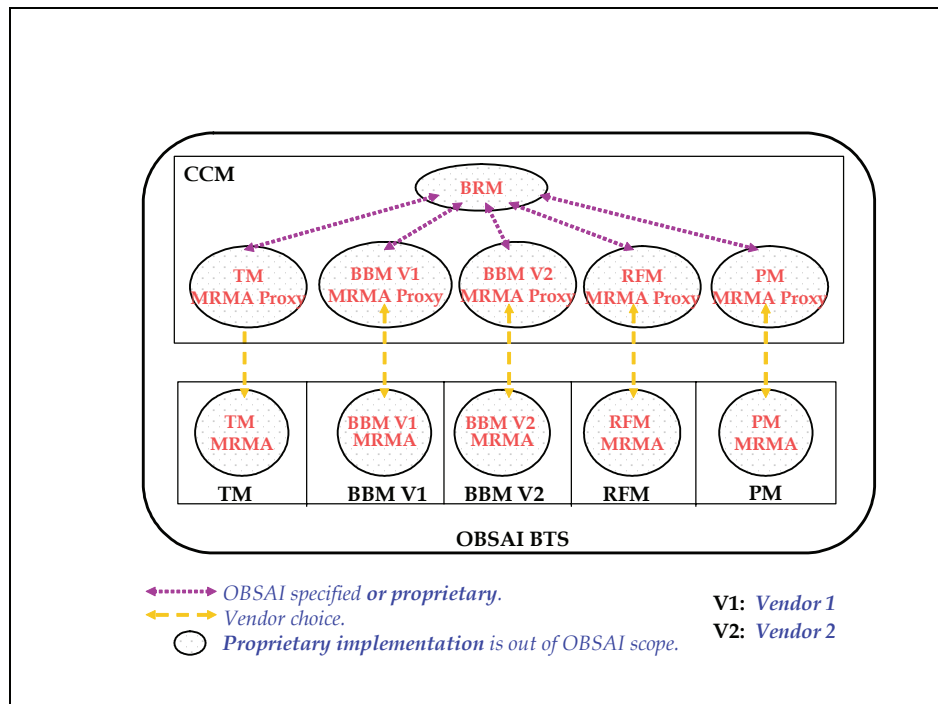 CCM
BRM
TM
MRMA Proxy
BBM V1
MRMA Proxy
BBM V2
MRMA Proxy
RFM
MRMA Proxy
PM
MRMA Proxy
TM
MRMA
BBM V1
MRMA
BBM V2
MRMA
RFM
MRMA
PM
MRMA
TM
BBM V1
BBM V2
RFM
PM
OBSAI BTS
OBSAI specified or proprietary.
Vendor choice.
Proprietary implementation is out of OBSAI scope.
V1: Vendor 1
V2: Vendor 2